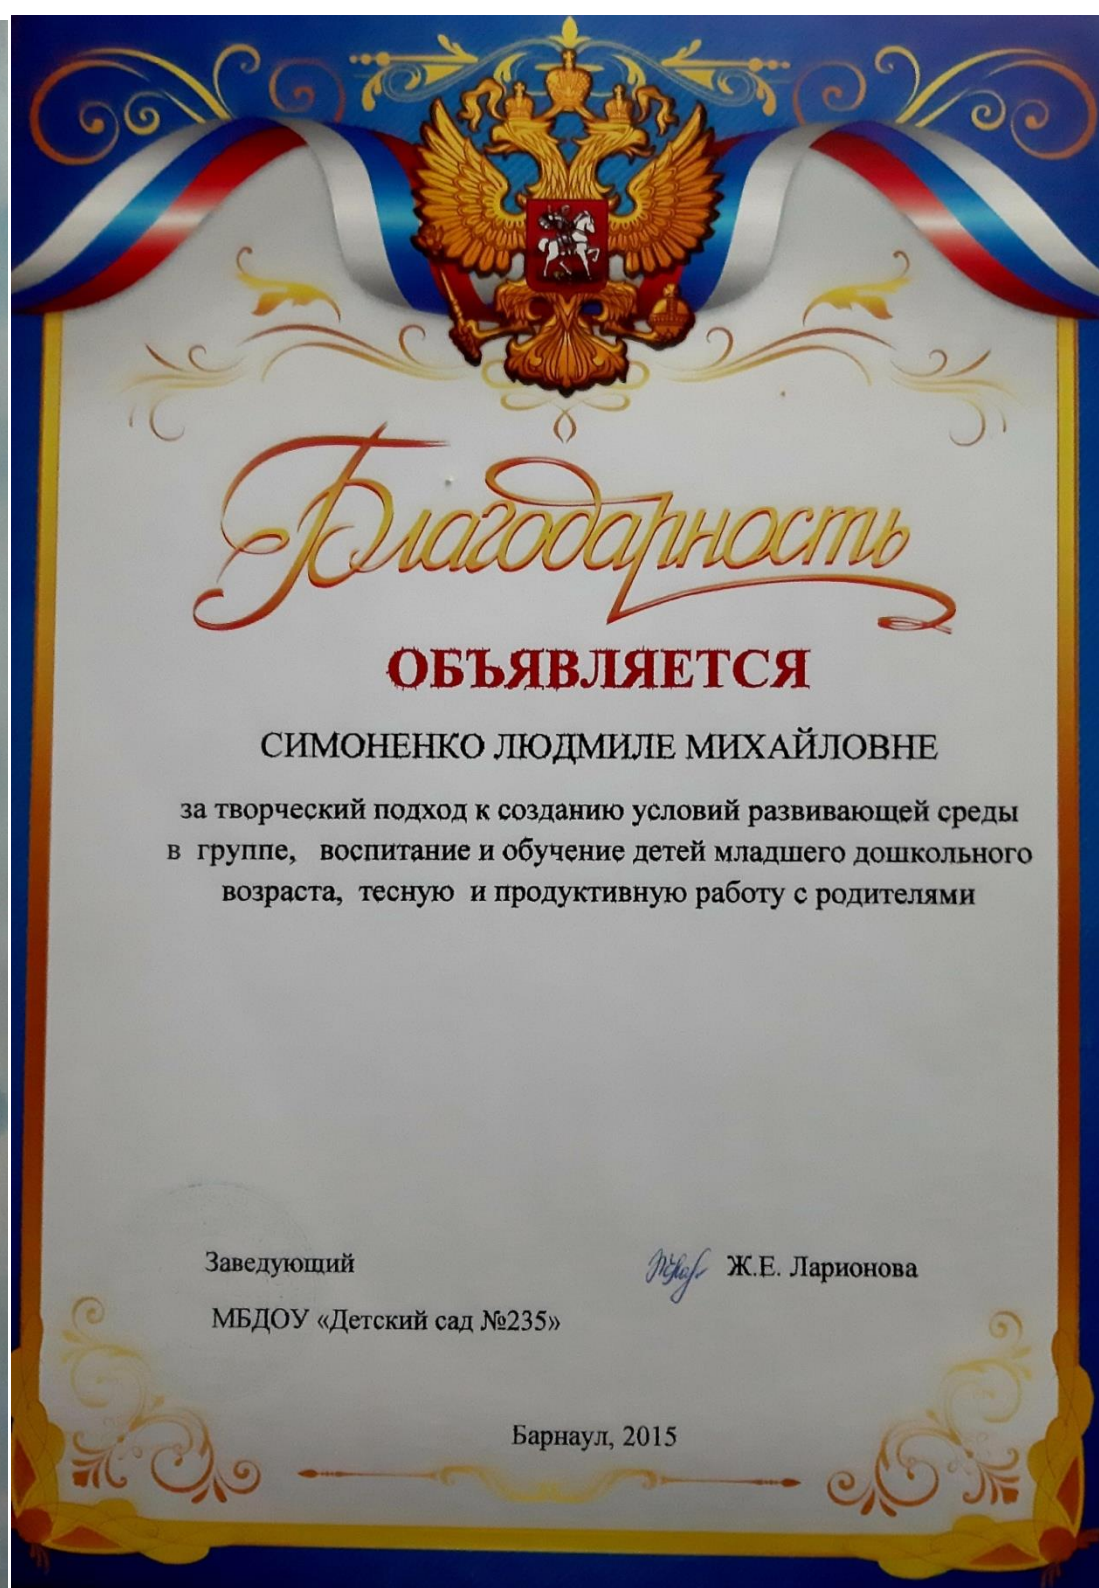 Благодарность
ОБЪЯВЛЯЕТСЯ
СИМОНЕНКО ЛЮДМИЛЕ МИХАЙЛОВНЕ
за творческий подход к созданию условий развивающей среды
в группе, воспитание и обучение детей младшего дошкольного
возраста, тесную и продуктивную работу с родителями
Заведующий Ж.Е. Ларионова
МБДОУ «Детский сад №235»
Барнаул, 2015